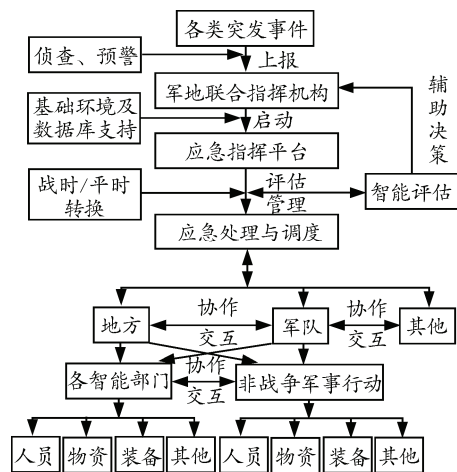 各类突发事件
侦查、预警
上报
军地联合指挥机构
基础环境及
数据库支持
启动
辅助决策
应急指挥平台
战时/平时
转换
评估
管理
智能评估
应急处理与调度
地方
协作
交互
军队
协作
交互
其他
各智能部门
协作
交互
非战争军事行动
人员 物资 装备 其他 人员 物资 装备 其他